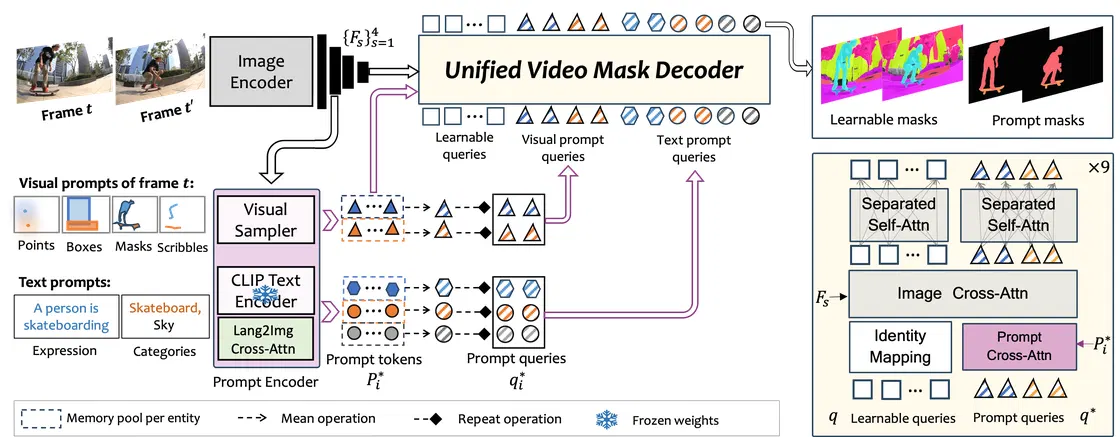 Frame t
Frame t′
Image
Encoder
{F_s}⁴_{s=1}
Unified Video Mask Decoder
Learnable
queries
Visual prompt
queries
Text prompt
queries
Learnable masks
Prompt masks
Visual prompts of frame t:
Points
Boxes
Masks
Scribbles
Text prompts:
A person is
skateboarding
Expression
Skateboard,
Sky
Categories
Visual
Sampler
CLIP Text
Encoder
Lang2Img
Cross-Attn
Prompt Encoder
Prompt tokens
P_i^*
Prompt queries
q_i^*
×9
Separated
Self-Attn
Separated
Self-Attn
F_s
Image Cross-Attn
Identity
Mapping
Prompt
Cross-Attn
P_i^*
q
Learnable queries
Prompt queries
q^*
Memory pool per entity
Mean operation
Repeat operation
Frozen weights